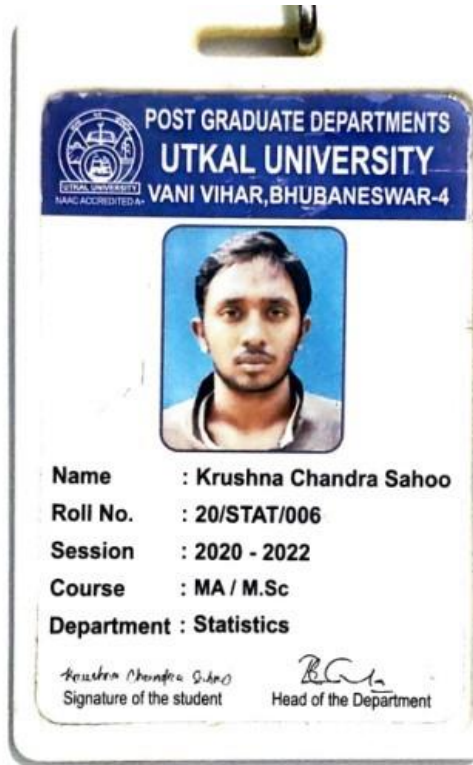 POST GRADUATE DEPARTMENTS
UTKAL UNIVERSITY
VANI VIHAR,BHUBANESWAR-4
UTKAL UNIVERSITY
NAAC ACCREDITED A+
Name : Krushna Chandra Sahoo
Roll No. : 20/STAT/006
Session : 2020 - 2022
Course : MA / M.Sc
Department : Statistics
Krushna Chandra Sahoo
Signature of the student
Head of the Department